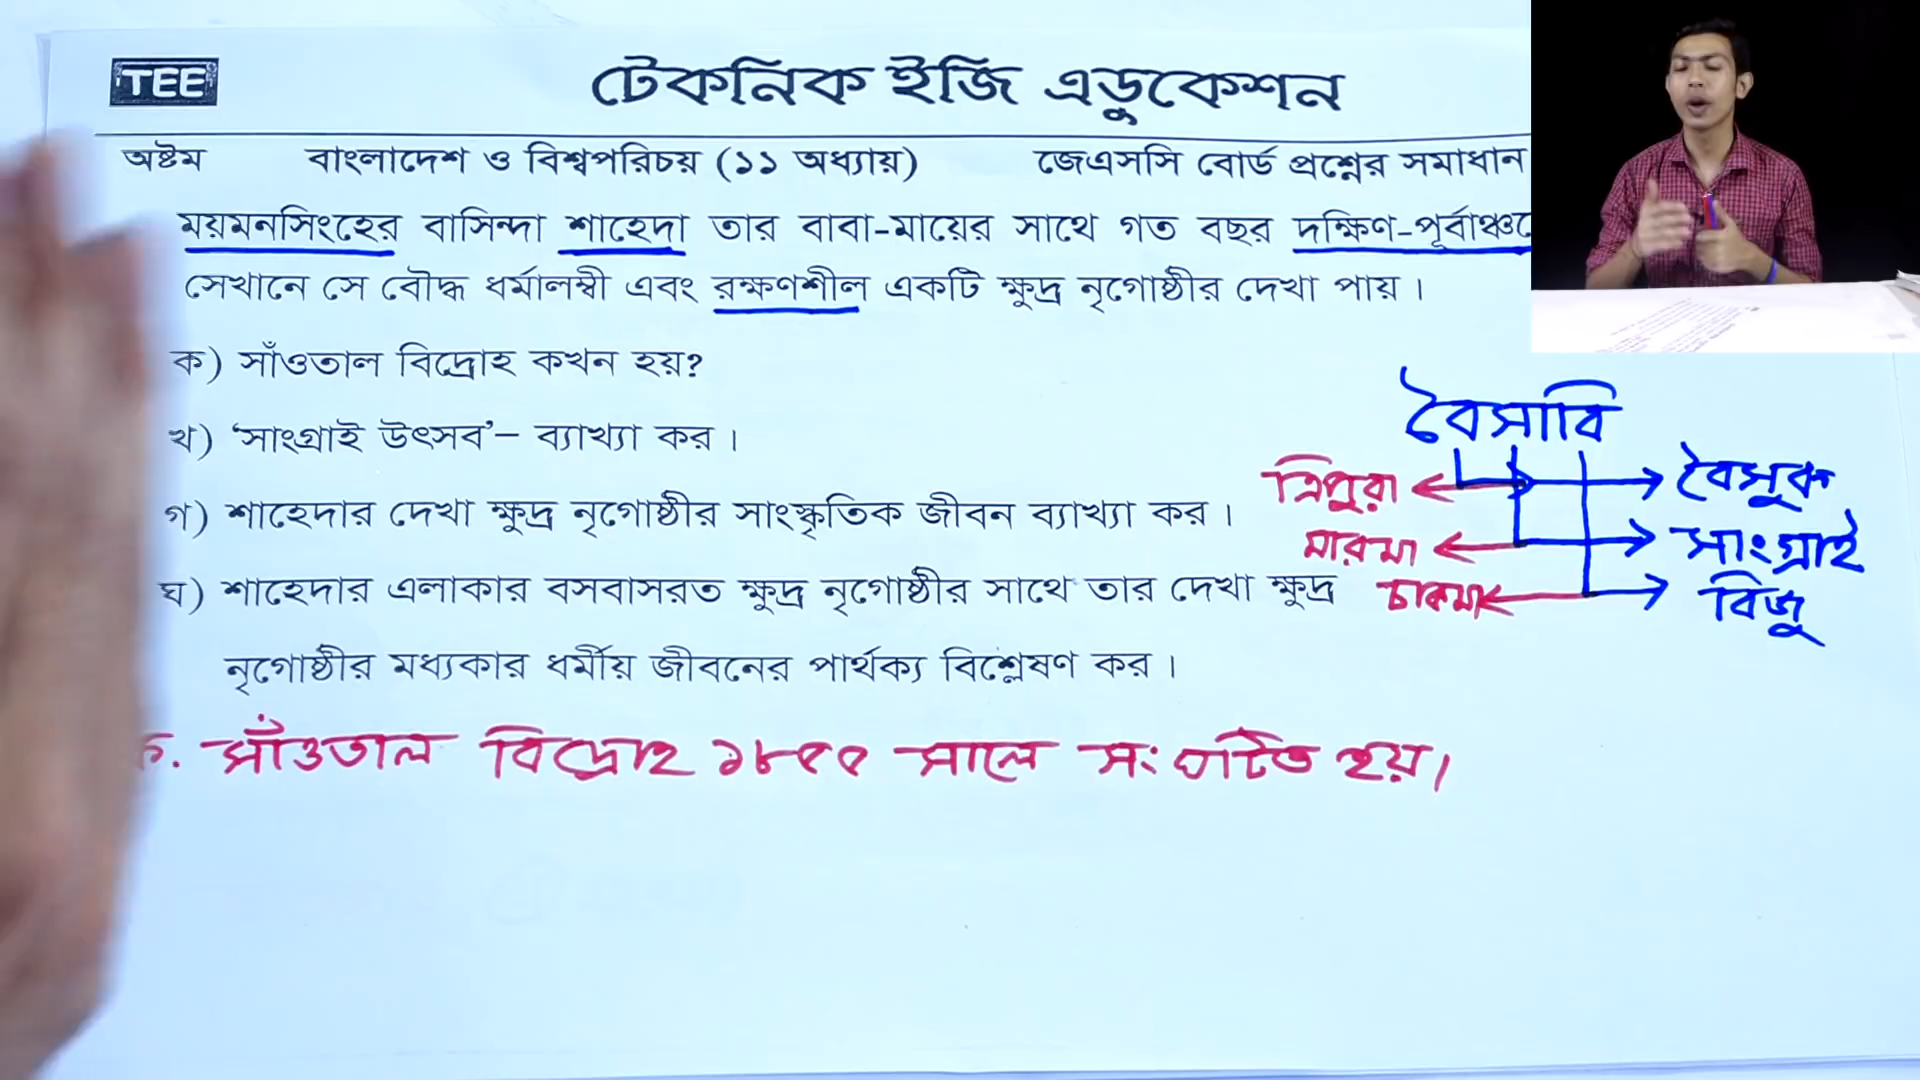 TEE
টেকনিক ইজি এডুকেশন
অষ্টম বাংলাদেশ ও বিশ্বপরিচয় (১১ অধ্যায়) জেএসসি বোর্ড প্রশ্নের সমাধান
ময়মনসিংহের বাসিন্দা শাহেদা তার বাবা-মায়ের সাথে গত বছর দক্ষিণ-পূর্বাঞ্চলে
সেখানে সে বৌদ্ধ ধর্মালম্বী এবং রক্ষণশীল একটি ক্ষুদ্র নৃগোষ্ঠীর দেখা পায়।
ক) সাঁওতাল বিদ্রোহ কখন হয়?
খ) ‘সাংগ্রাই উৎসব’– ব্যাখ্যা কর।
গ) শাহেদার দেখা ক্ষুদ্র নৃগোষ্ঠীর সাংস্কৃতিক জীবন ব্যাখ্যা কর।
ঘ) শাহেদার এলাকার বসবাসরত ক্ষুদ্র নৃগোষ্ঠীর সাথে তার দেখা ক্ষুদ্র
নৃগোষ্ঠীর মধ্যকার ধর্মীয় জীবনের পার্থক্য বিশ্লেষণ কর।
বৈসাবি
ত্রিপুরা বৈসুক
মারমা সাংগ্রাই
চাকমা বিজু
ক. সাঁওতাল বিদ্রোহ ১৮৫৫ সালে সংঘটিত হয়।